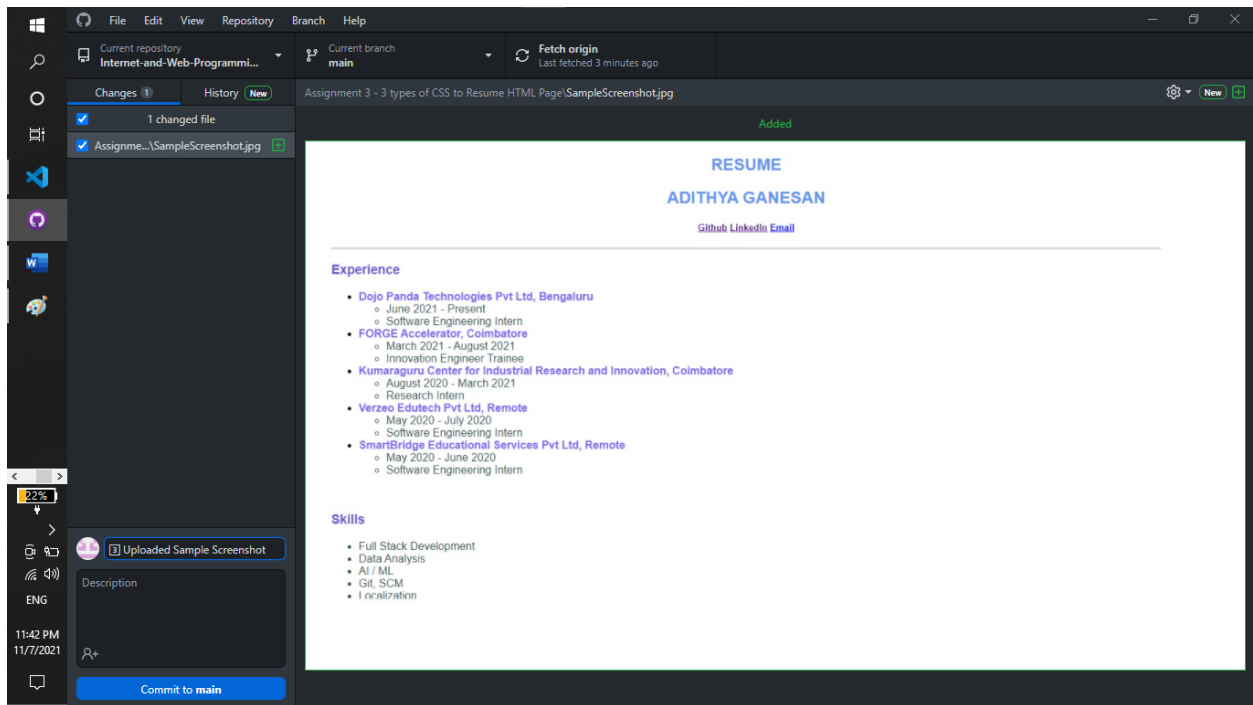 File Edit View Repository Branch Help
Current repository
Internet-and-Web-Programmi...
Current branch
main
Fetch origin
Last fetched 3 minutes ago
Changes 1
History New
Assignment 3 - 3 types of CSS to Resume HTML Page\SampleScreenshot.jpg
New
1 changed file
Assignme...\SampleScreenshot.jpg
Added
RESUME
ADITHYA GANESAN
Github LinkedIn Email
Experience
• Dojo Panda Technologies Pvt Ltd, Bengaluru
○ June 2021 - Present
○ Software Engineering Intern
• FORGE Accelerator, Coimbatore
○ March 2021 - August 2021
○ Innovation Engineer Trainee
• Kumaraguru Center for Industrial Research and Innovation, Coimbatore
○ August 2020 - March 2021
○ Research Intern
• Verzeo Edutech Pvt Ltd, Remote
○ May 2020 - July 2020
○ Software Engineering Intern
• SmartBridge Educational Services Pvt Ltd, Remote
○ May 2020 - June 2020
○ Software Engineering Intern
Skills
• Full Stack Development
• Data Analysis
• AI / ML
• Git, SCM
• Localization
3 Uploaded Sample Screenshot
Description
Commit to main
W
22%
ENG
11:42 PM
11/7/2021